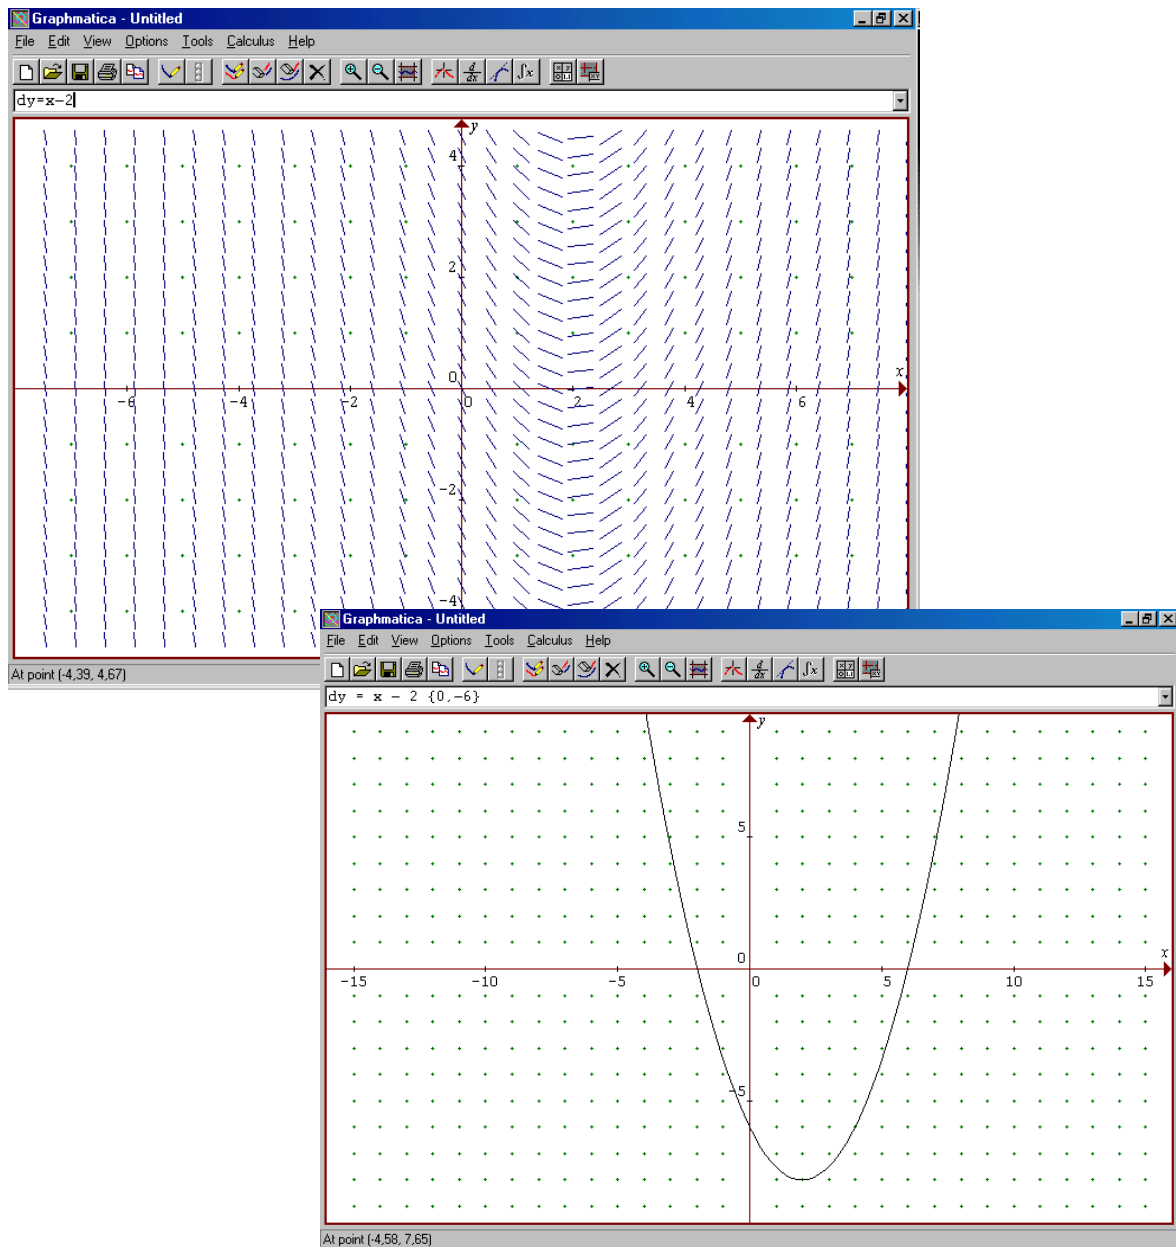 Graphmatica - Untitled
File Edit View Options Tools Calculus Help
dy=x-2
y
4
2
0
x
-6 -4 -2 0 2 4 6
-2
-4
At point (-4,39, 4,67)
Graphmatica - Untitled
File Edit View Options Tools Calculus Help
dy = x - 2 {0,-6}
y
5
0
x
-15 -10 -5 0 5 10 15
-5
At point (-4,58, 7,65)